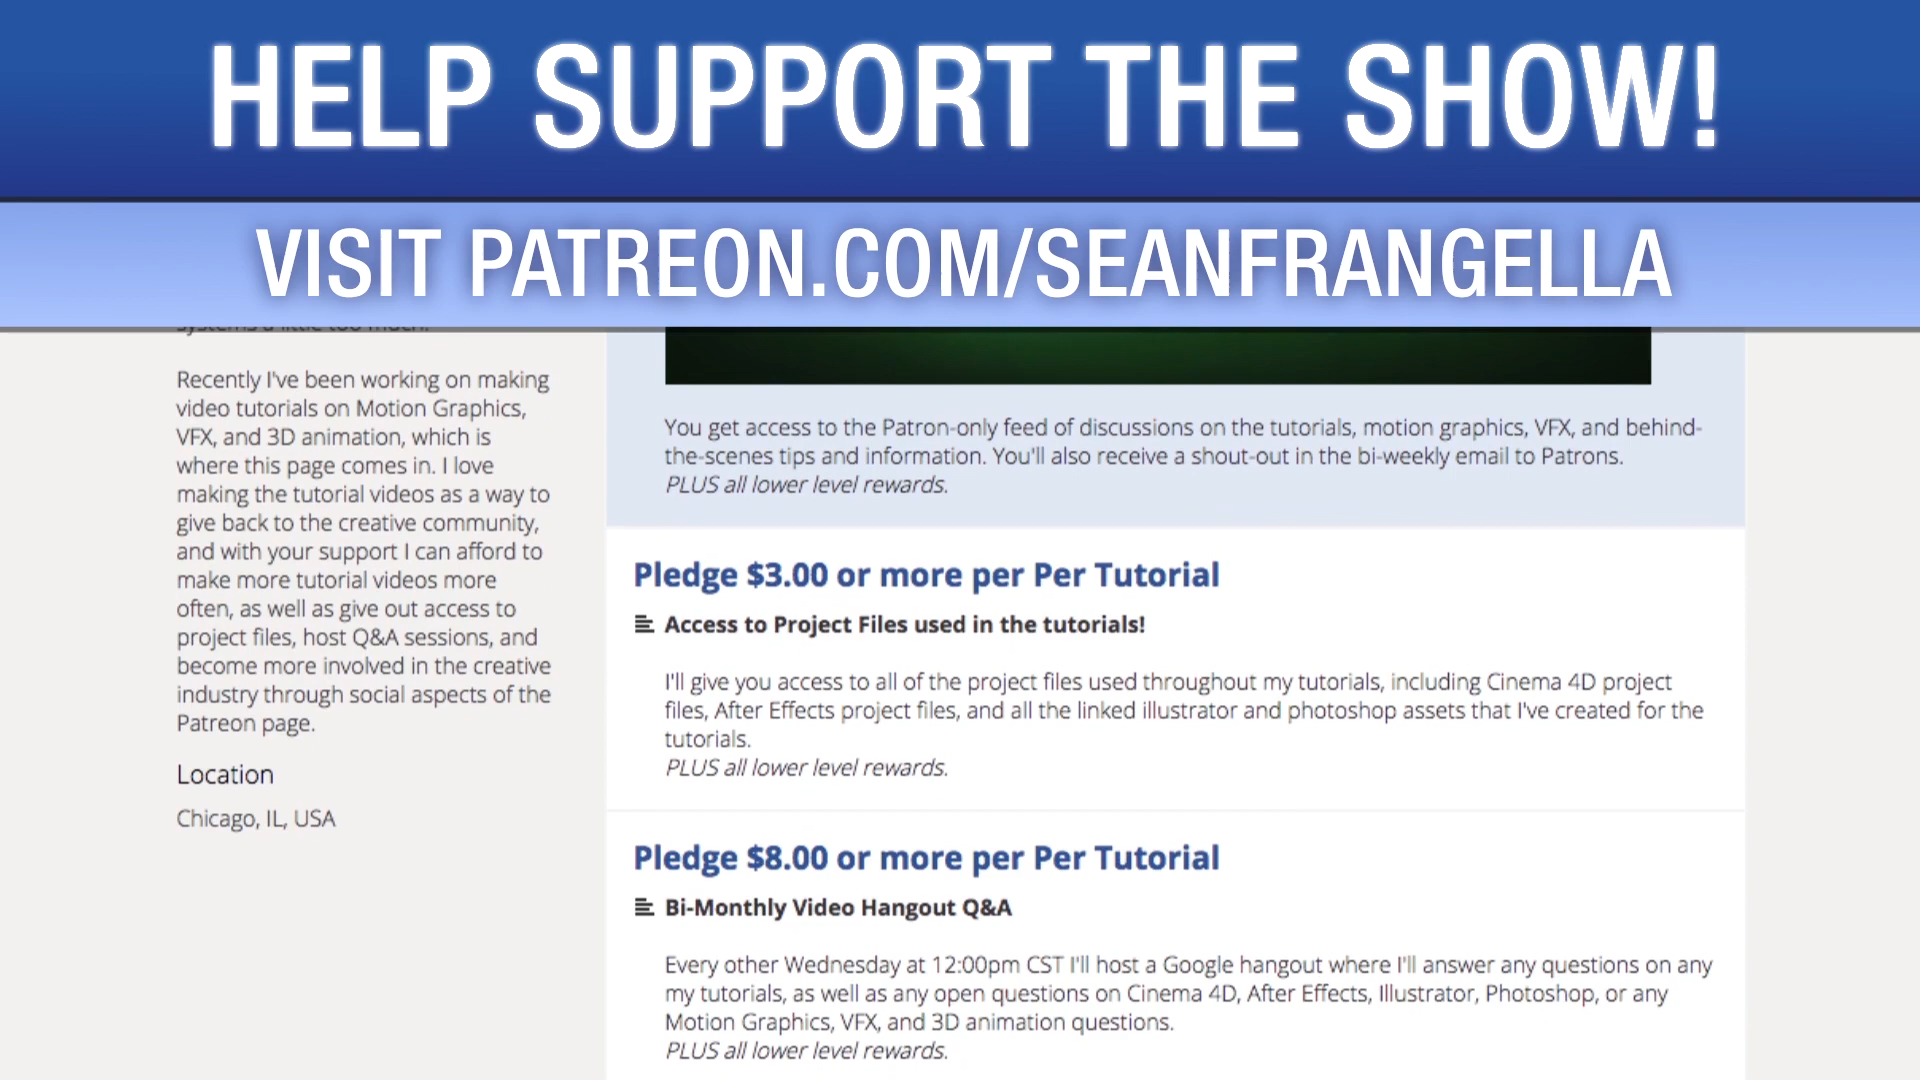 HELP SUPPORT THE SHOW!
VISIT PATREON.COM/SEANFRANGELLA
systems a little too much.
Recently I've been working on making
video tutorials on Motion Graphics,
VFX, and 3D animation, which is
where this page comes in. I love
making the tutorial videos as a way to
give back to the creative community,
and with your support I can afford to
make more tutorial videos more
often, as well as give out access to
project files, host Q&A sessions, and
become more involved in the creative
industry through social aspects of the
Patreon page.
Location
Chicago, IL, USA
You get access to the Patron-only feed of discussions on the tutorials, motion graphics, VFX, and behind-
the-scenes tips and information. You'll also receive a shout-out in the bi-weekly email to Patrons.
PLUS all lower level rewards.
Pledge $3.00 or more per Per Tutorial
Access to Project Files used in the tutorials!
I'll give you access to all of the project files used throughout my tutorials, including Cinema 4D project
files, After Effects project files, and all the linked illustrator and photoshop assets that I've created for the
tutorials.
PLUS all lower level rewards.
Pledge $8.00 or more per Per Tutorial
Bi-Monthly Video Hangout Q&A
Every other Wednesday at 12:00pm CST I'll host a Google hangout where I'll answer any questions on any
my tutorials, as well as any open questions on Cinema 4D, After Effects, Illustrator, Photoshop, or any
Motion Graphics, VFX, and 3D animation questions.
PLUS all lower level rewards.